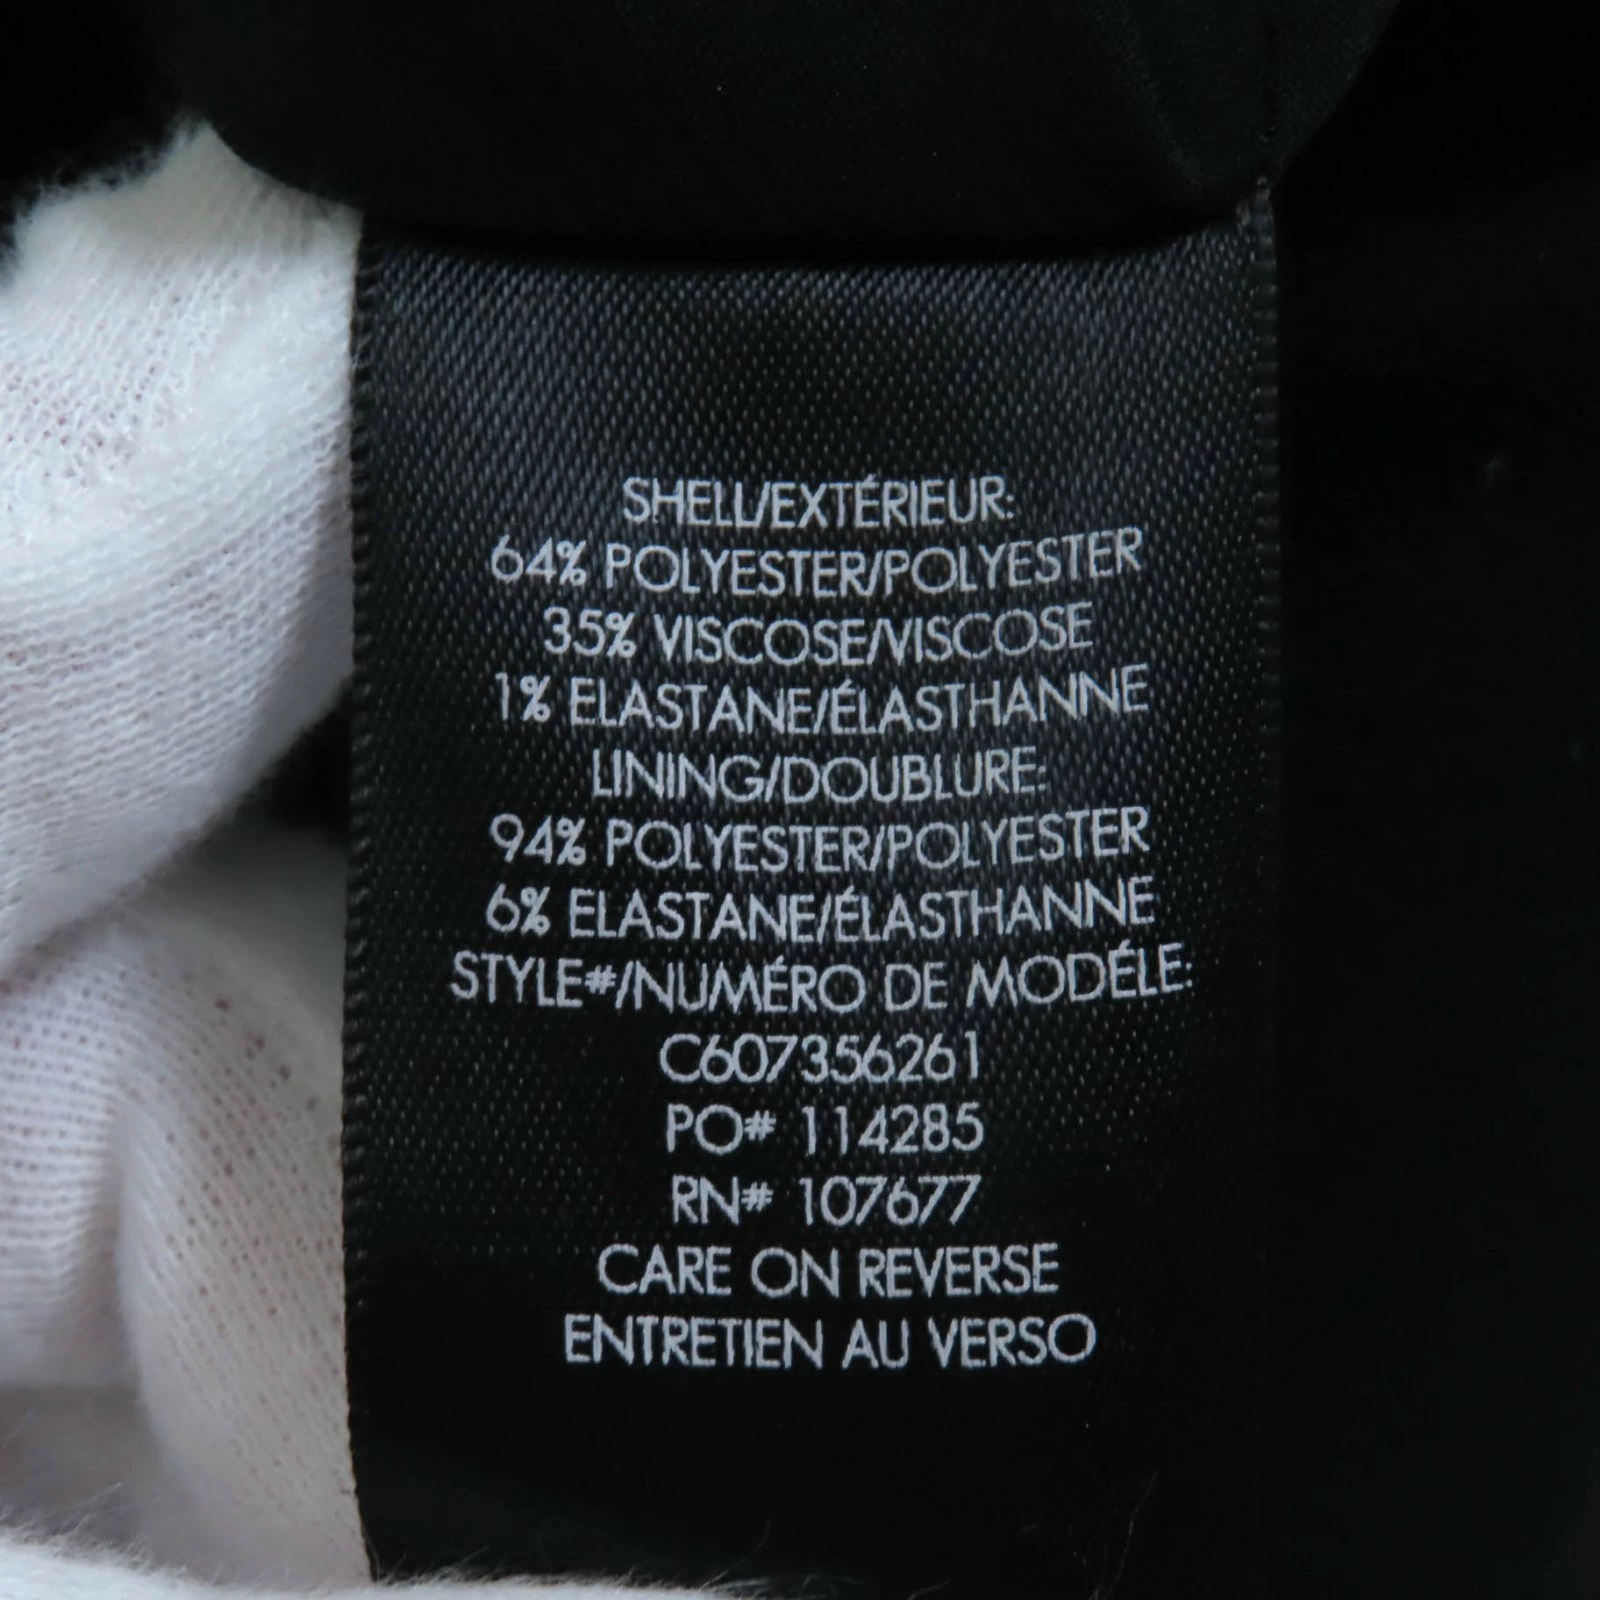 SHELL/EXTÉRIEUR:
64% POLYESTER/POLYESTER
35% VISCOSE/VISCOSE
1% ELASTANE/ÉLASTHANNE
LINING/DOUBLURE:
94% POLYESTER/POLYESTER
6% ELASTANE/ÉLASTHANNE
STYLE#/NUMÉRO DE MODÉLE:
C607356261
PO# 114285
RN# 107677
CARE ON REVERSE
ENTRETIEN AU VERSO